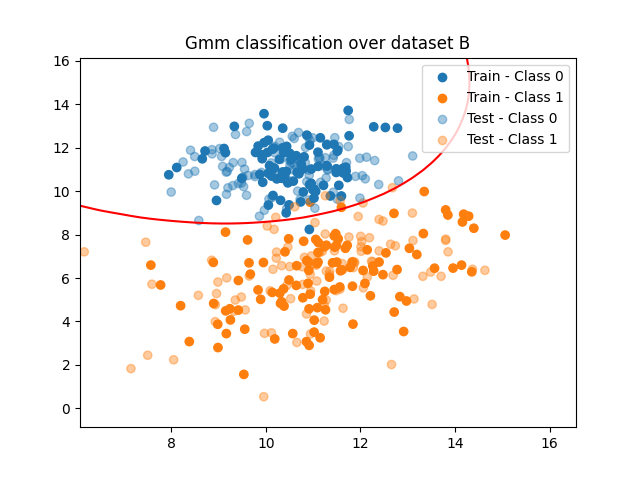 Gmm classification over dataset B
16
14
12
10
8
6
4
2
0
Train - Class 0
Train - Class 1
Test - Class 0
Test - Class 1
8 10 12 14 16